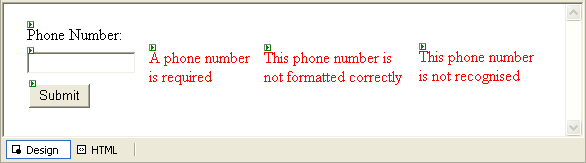 Phone Number:
A phone number
is required
This phone number is
not formatted correctly
This phone number
is not recognised
Submit
Design
HTML